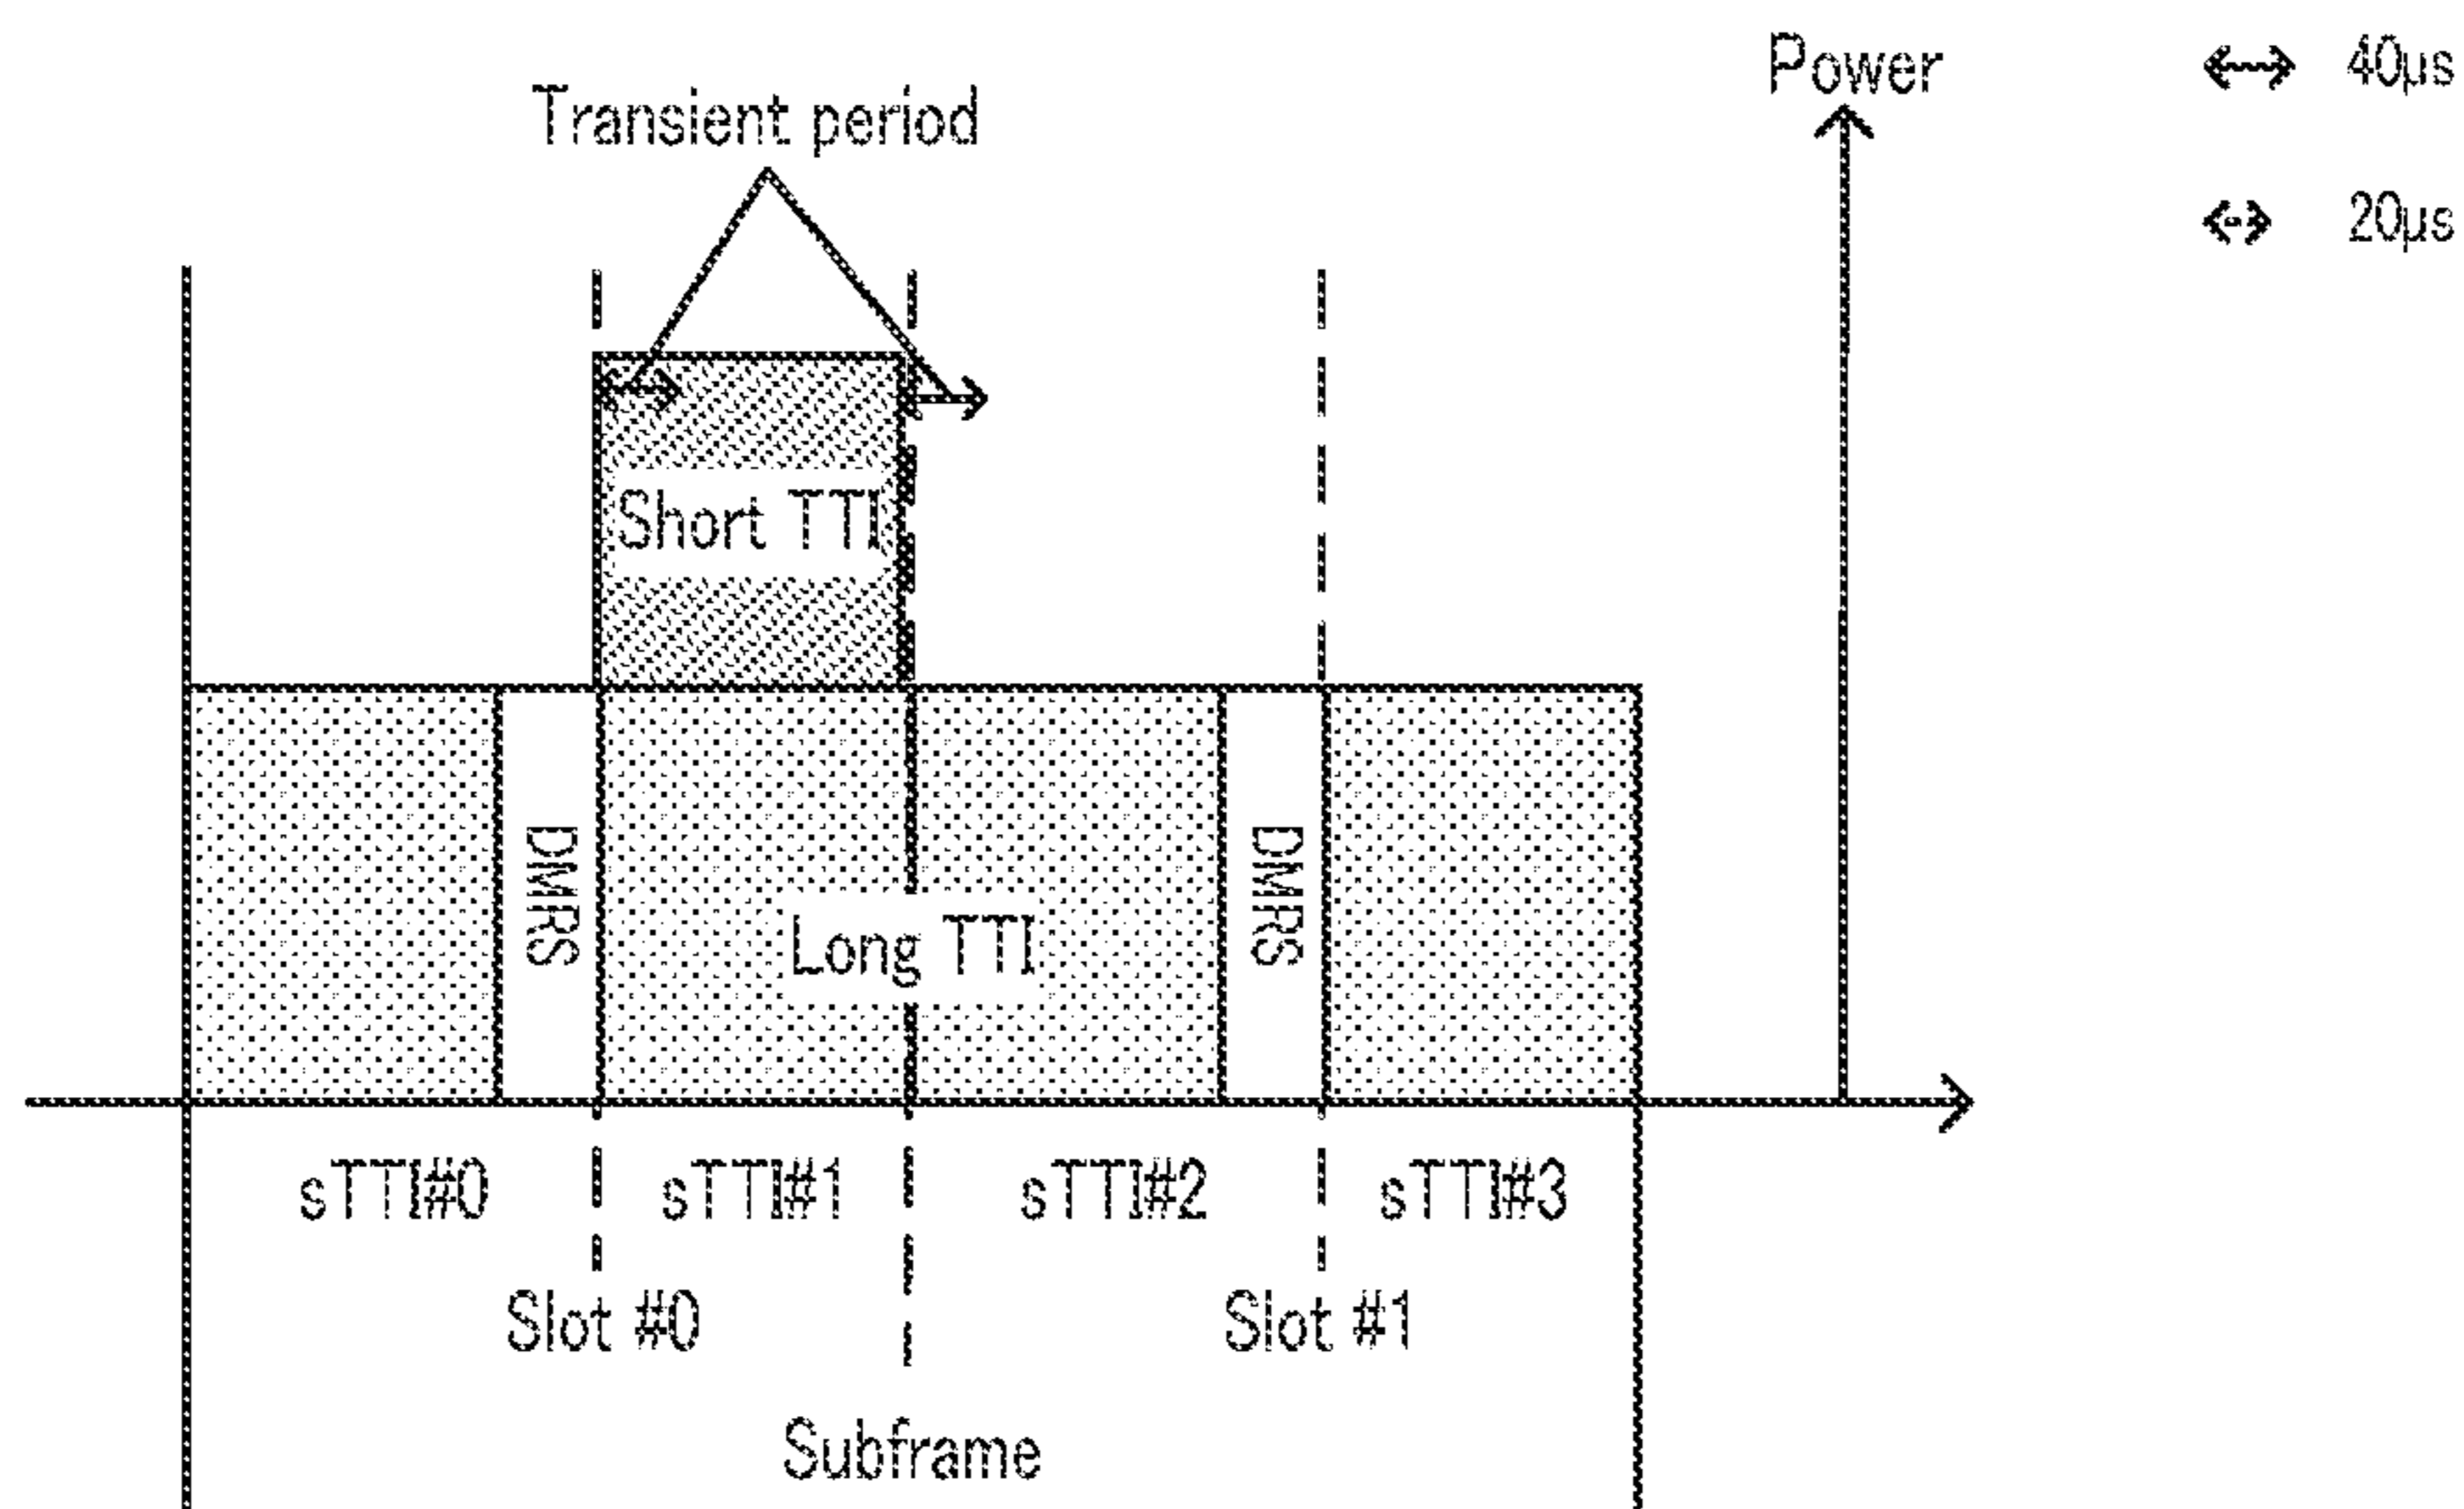 Power
40µs
Transient period
20µs
Short TTI
DMRS
DMRS
Long TTI
sTTI#0
sTTI#1
sTTI#2
sTTI#3
Slot #0
Slot #1
Subframe